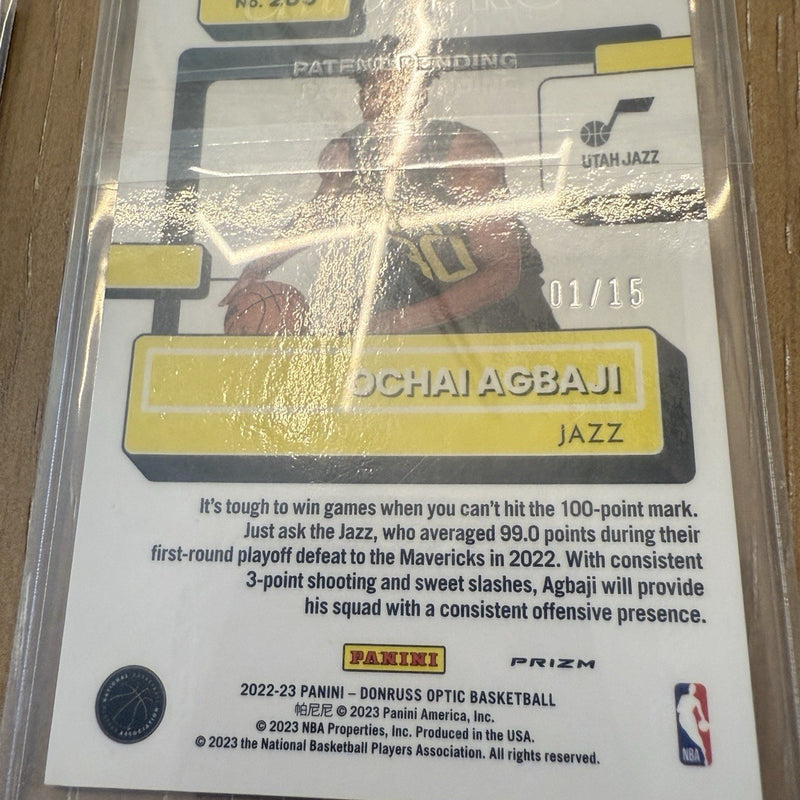 PATENT PENDING
UTAH JAZZ
30
01/15
OCHAI AGBAJI
JAZZ
It's tough to win games when you can't hit the 100-point mark.
Just ask the Jazz, who averaged 99.0 points during their
first-round playoff defeat to the Mavericks in 2022. With consistent
3-point shooting and sweet slashes, Agbaji will provide
his squad with a consistent offensive presence.
PANINI PRIZM
2022-23 PANINI – DONRUSS OPTIC BASKETBALL
帕尼尼 © 2023 Panini America, Inc.
© 2023 NBA Properties, Inc. Produced in the USA.
© 2023 the National Basketball Players Association. All rights reserved.
NBA